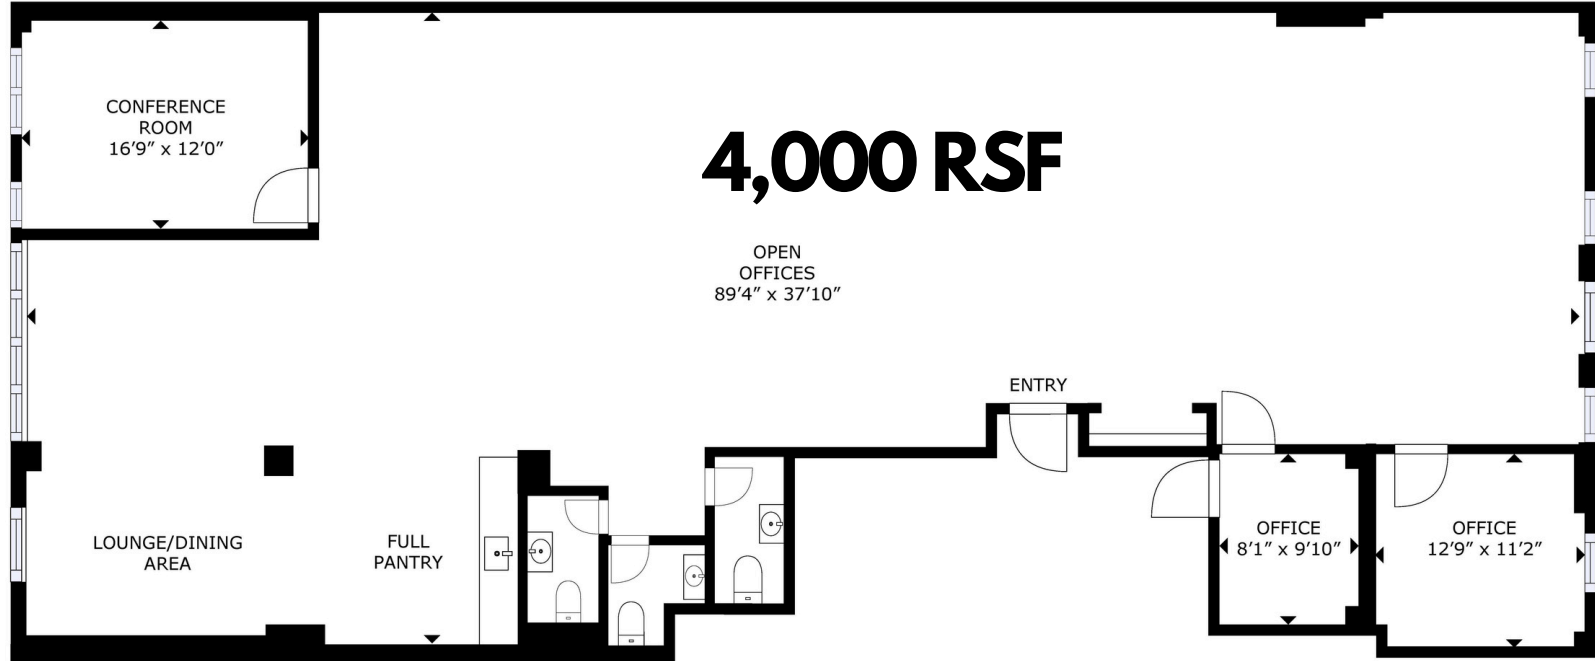 CONFERENCE
ROOM
16'9” x 12'0”
4,000 RSF
OPEN
OFFICES
89'4” x 37'10”
ENTRY
LOUNGE/DINING
AREA
FULL
PANTRY
OFFICE
8'1” x 9'10”
OFFICE
12'9” x 11'2”